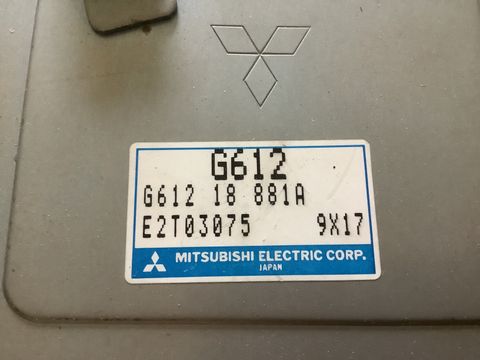 G612
G612 18 881A
E2T03075 9X17
MITSUBISHI ELECTRIC CORP.
JAPAN